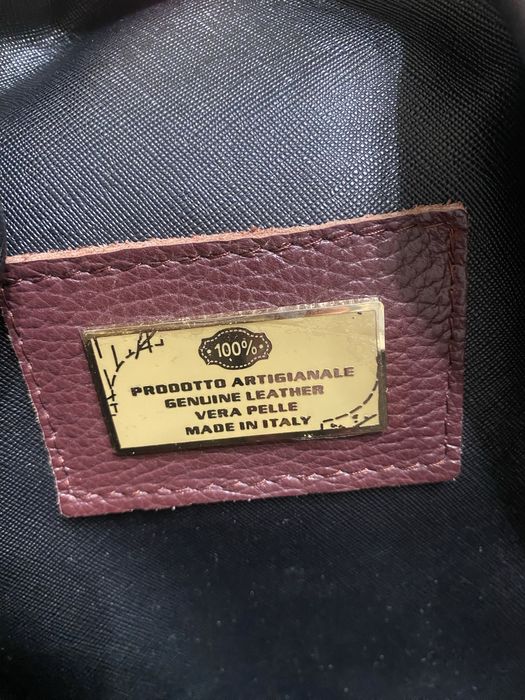 100%
PRODOTTO ARTIGIANALE
GENUINE LEATHER
VERA PELLE
MADE IN ITALY